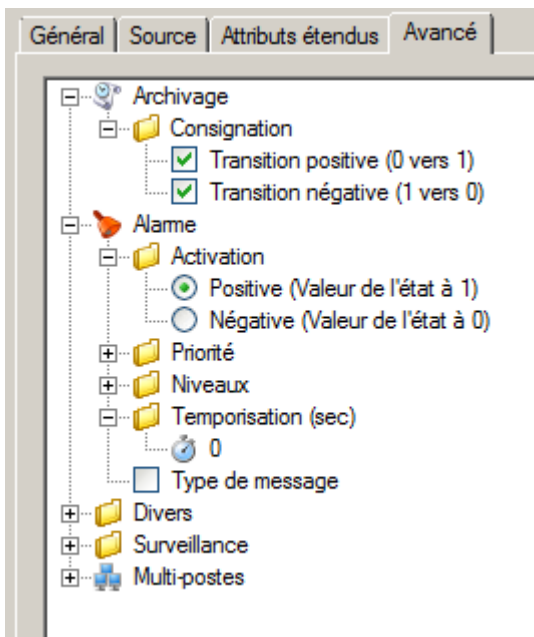 Général Source Attributs étendus Avancé
Archivage
Consignation
Transition positive (0 vers 1)
Transition négative (1 vers 0)
Alarme
Activation
Positive (Valeur de l'état à 1)
Négative (Valeur de l'état à 0)
Priorité
Niveaux
Temporisation (sec)
0
Type de message
Divers
Surveillance
Multi-postes